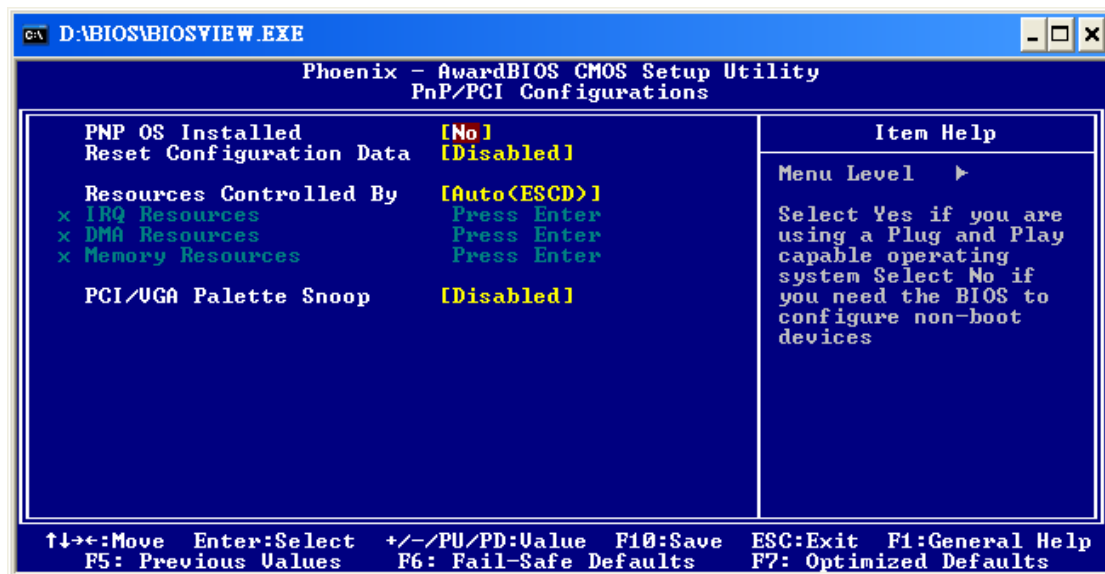 D:\BIOS\BIOSVIEW.EXE
Phoenix - AwardBIOS CMOS Setup Utility
PnP/PCI Configurations
PNP OS Installed [No]
Reset Configuration Data [Disabled]
Resources Controlled By [Auto(ESCD)]
x IRQ Resources Press Enter
x DMA Resources Press Enter
x Memory Resources Press Enter
PCI/VGA Palette Snoop [Disabled]
Item Help
Menu Level ►
Select Yes if you are
using a Plug and Play
capable operating
system Select No if
you need the BIOS to
configure non-boot
devices
↑↓→←:Move Enter:Select +/-/PU/PD:Value F10:Save ESC:Exit F1:General Help
F5: Previous Values F6: Fail-Safe Defaults F7: Optimized Defaults